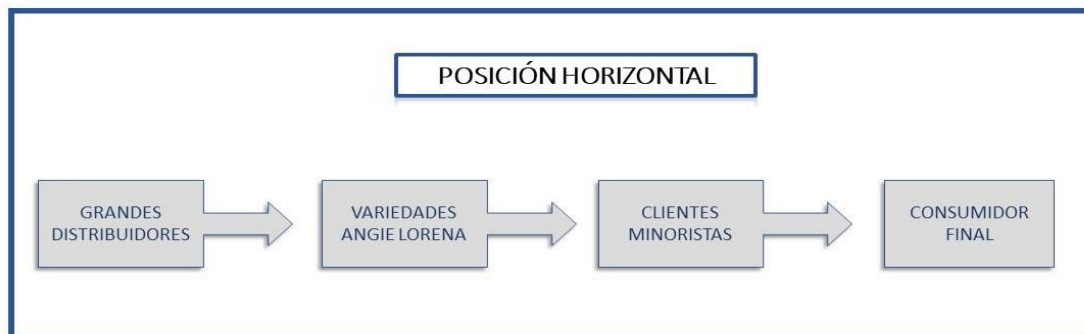 POSICIÓN HORIZONTAL
GRANDES
DISTRIBUIDORES
VARIEDADES
ANGIE LORENA
CLIENTES
MINORISTAS
CONSUMIDOR
FINAL